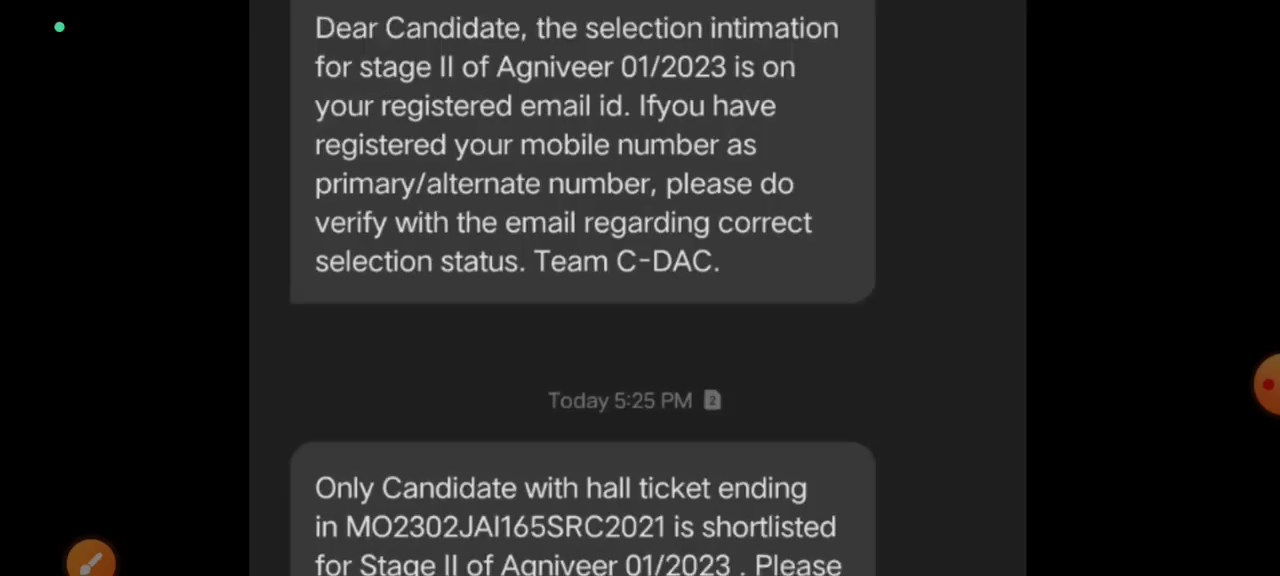 Dear Candidate, the selection intimation
for stage II of Agniveer 01/2023 is on
your registered email id. Ifyou have
registered your mobile number as
primary/alternate number, please do
verify with the email regarding correct
selection status. Team C-DAC.
Today 5:25 PM 2
Only Candidate with hall ticket ending
in MO2302JAI165SRC2021 is shortlisted
for Stage II of Agniveer 01/2023 . Please